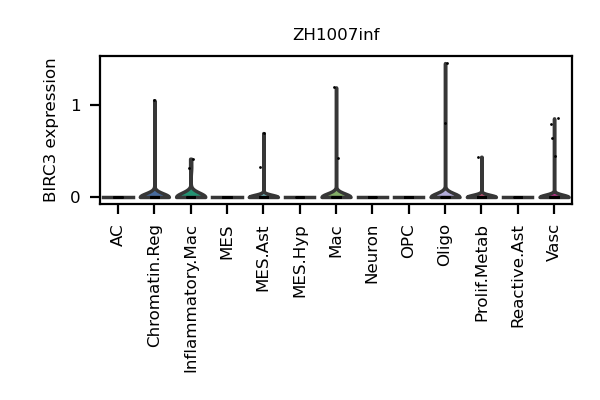 ZH1007inf
BIRC3 expression
1
0
AC
Chromatin.Reg
Inflammatory.Mac
MES
MES.Ast
MES.Hyp
Mac
Neuron
OPC
Oligo
Prolif.Metab
Reactive.Ast
Vasc